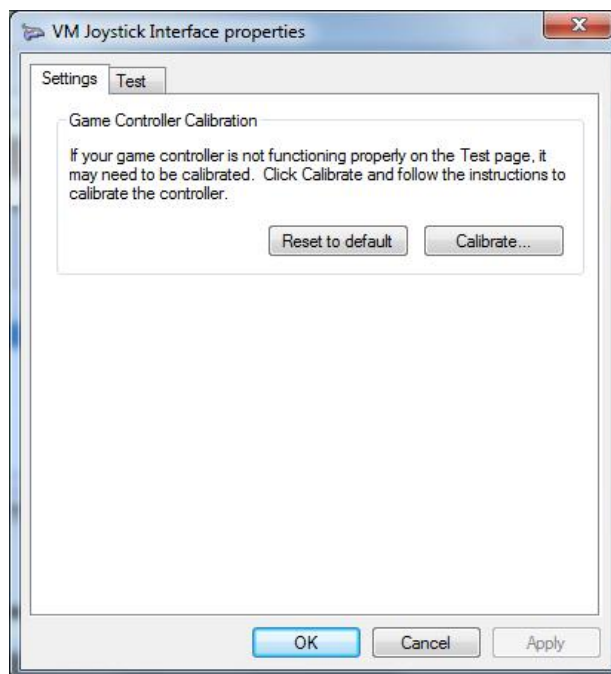 VM Joystick Interface properties
Settings Test
Game Controller Calibration
If your game controller is not functioning properly on the Test page, it
may need to be calibrated. Click Calibrate and follow the instructions to
calibrate the controller.
Reset to default Calibrate...
OK Cancel Apply